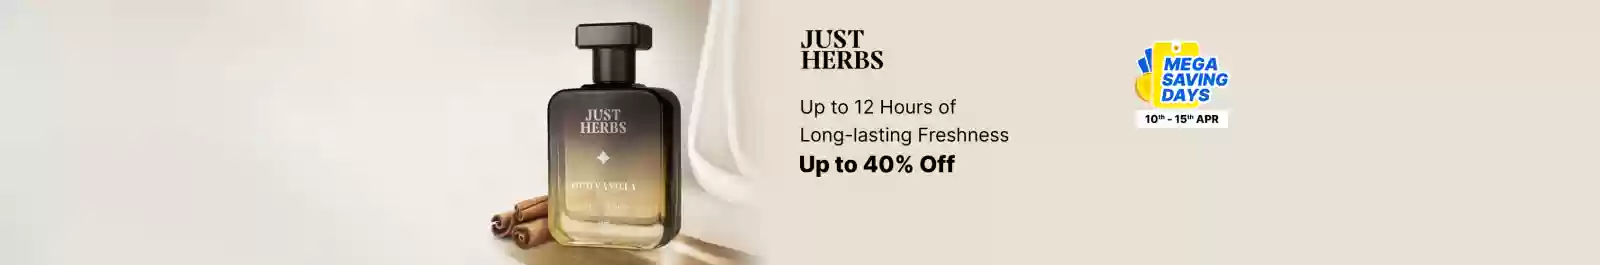 JUST
HERBS
JUST
HERBS
Up to 12 Hours of
Long-lasting Freshness
Up to 40% Off
MEGA
SAVING
DAYS
10th - 15th APR